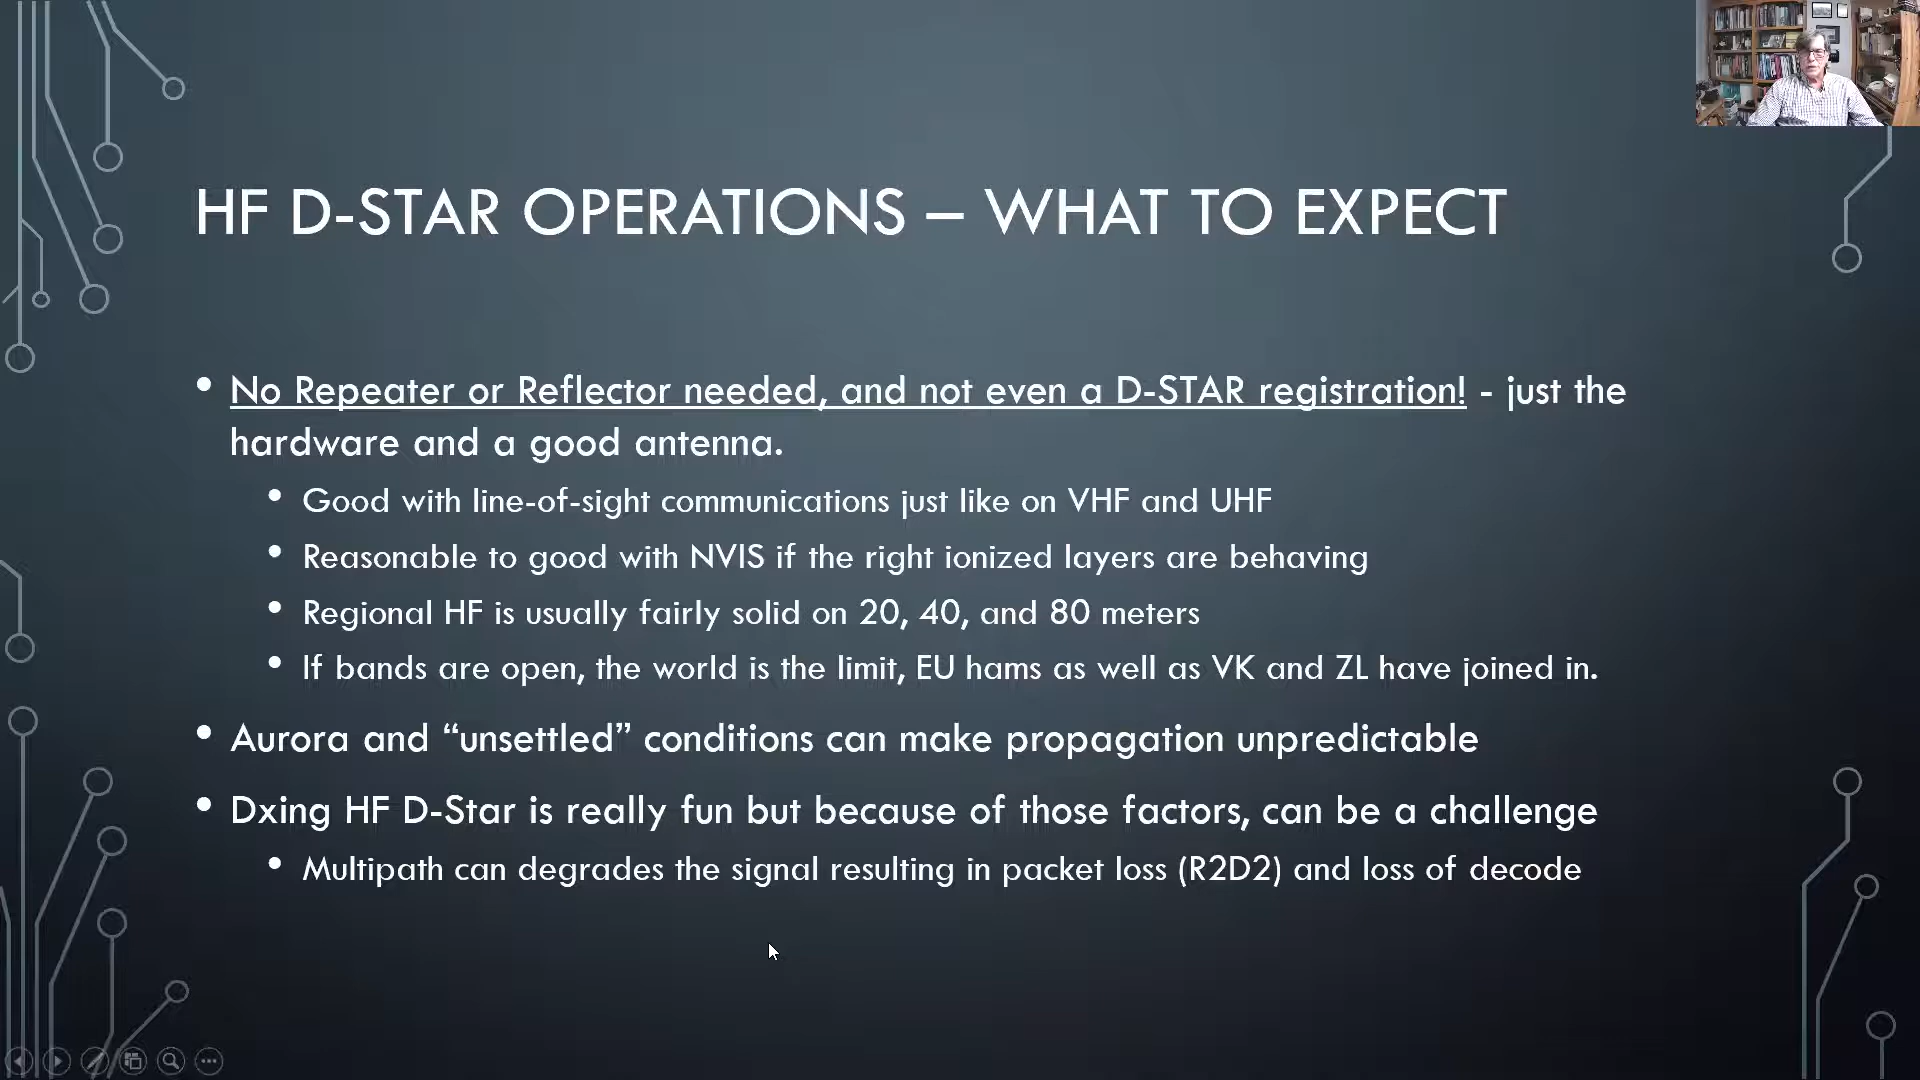 HF D-STAR OPERATIONS – WHAT TO EXPECT
• No Repeater or Reflector needed, and not even a D-STAR registration! - just the
hardware and a good antenna.
• Good with line-of-sight communications just like on VHF and UHF
• Reasonable to good with NVIS if the right ionized layers are behaving
• Regional HF is usually fairly solid on 20, 40, and 80 meters
• If bands are open, the world is the limit, EU hams as well as VK and ZL have joined in.
• Aurora and “unsettled” conditions can make propagation unpredictable
• Dxing HF D-Star is really fun but because of those factors, can be a challenge
• Multipath can degrades the signal resulting in packet loss (R2D2) and loss of decode